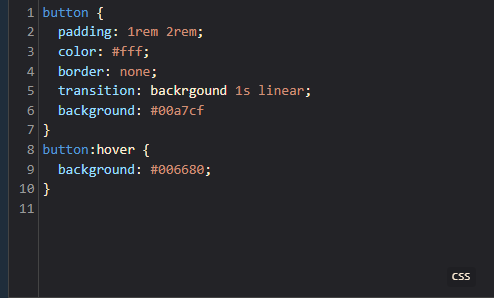 1 button {
2 padding: 1rem 2rem;
3 color: #fff;
4 border: none;
5 transition: backrgound 1s linear;
6 background: #00a7cf
7 }
8 button:hover {
9 background: #006680;
10 }
11
css